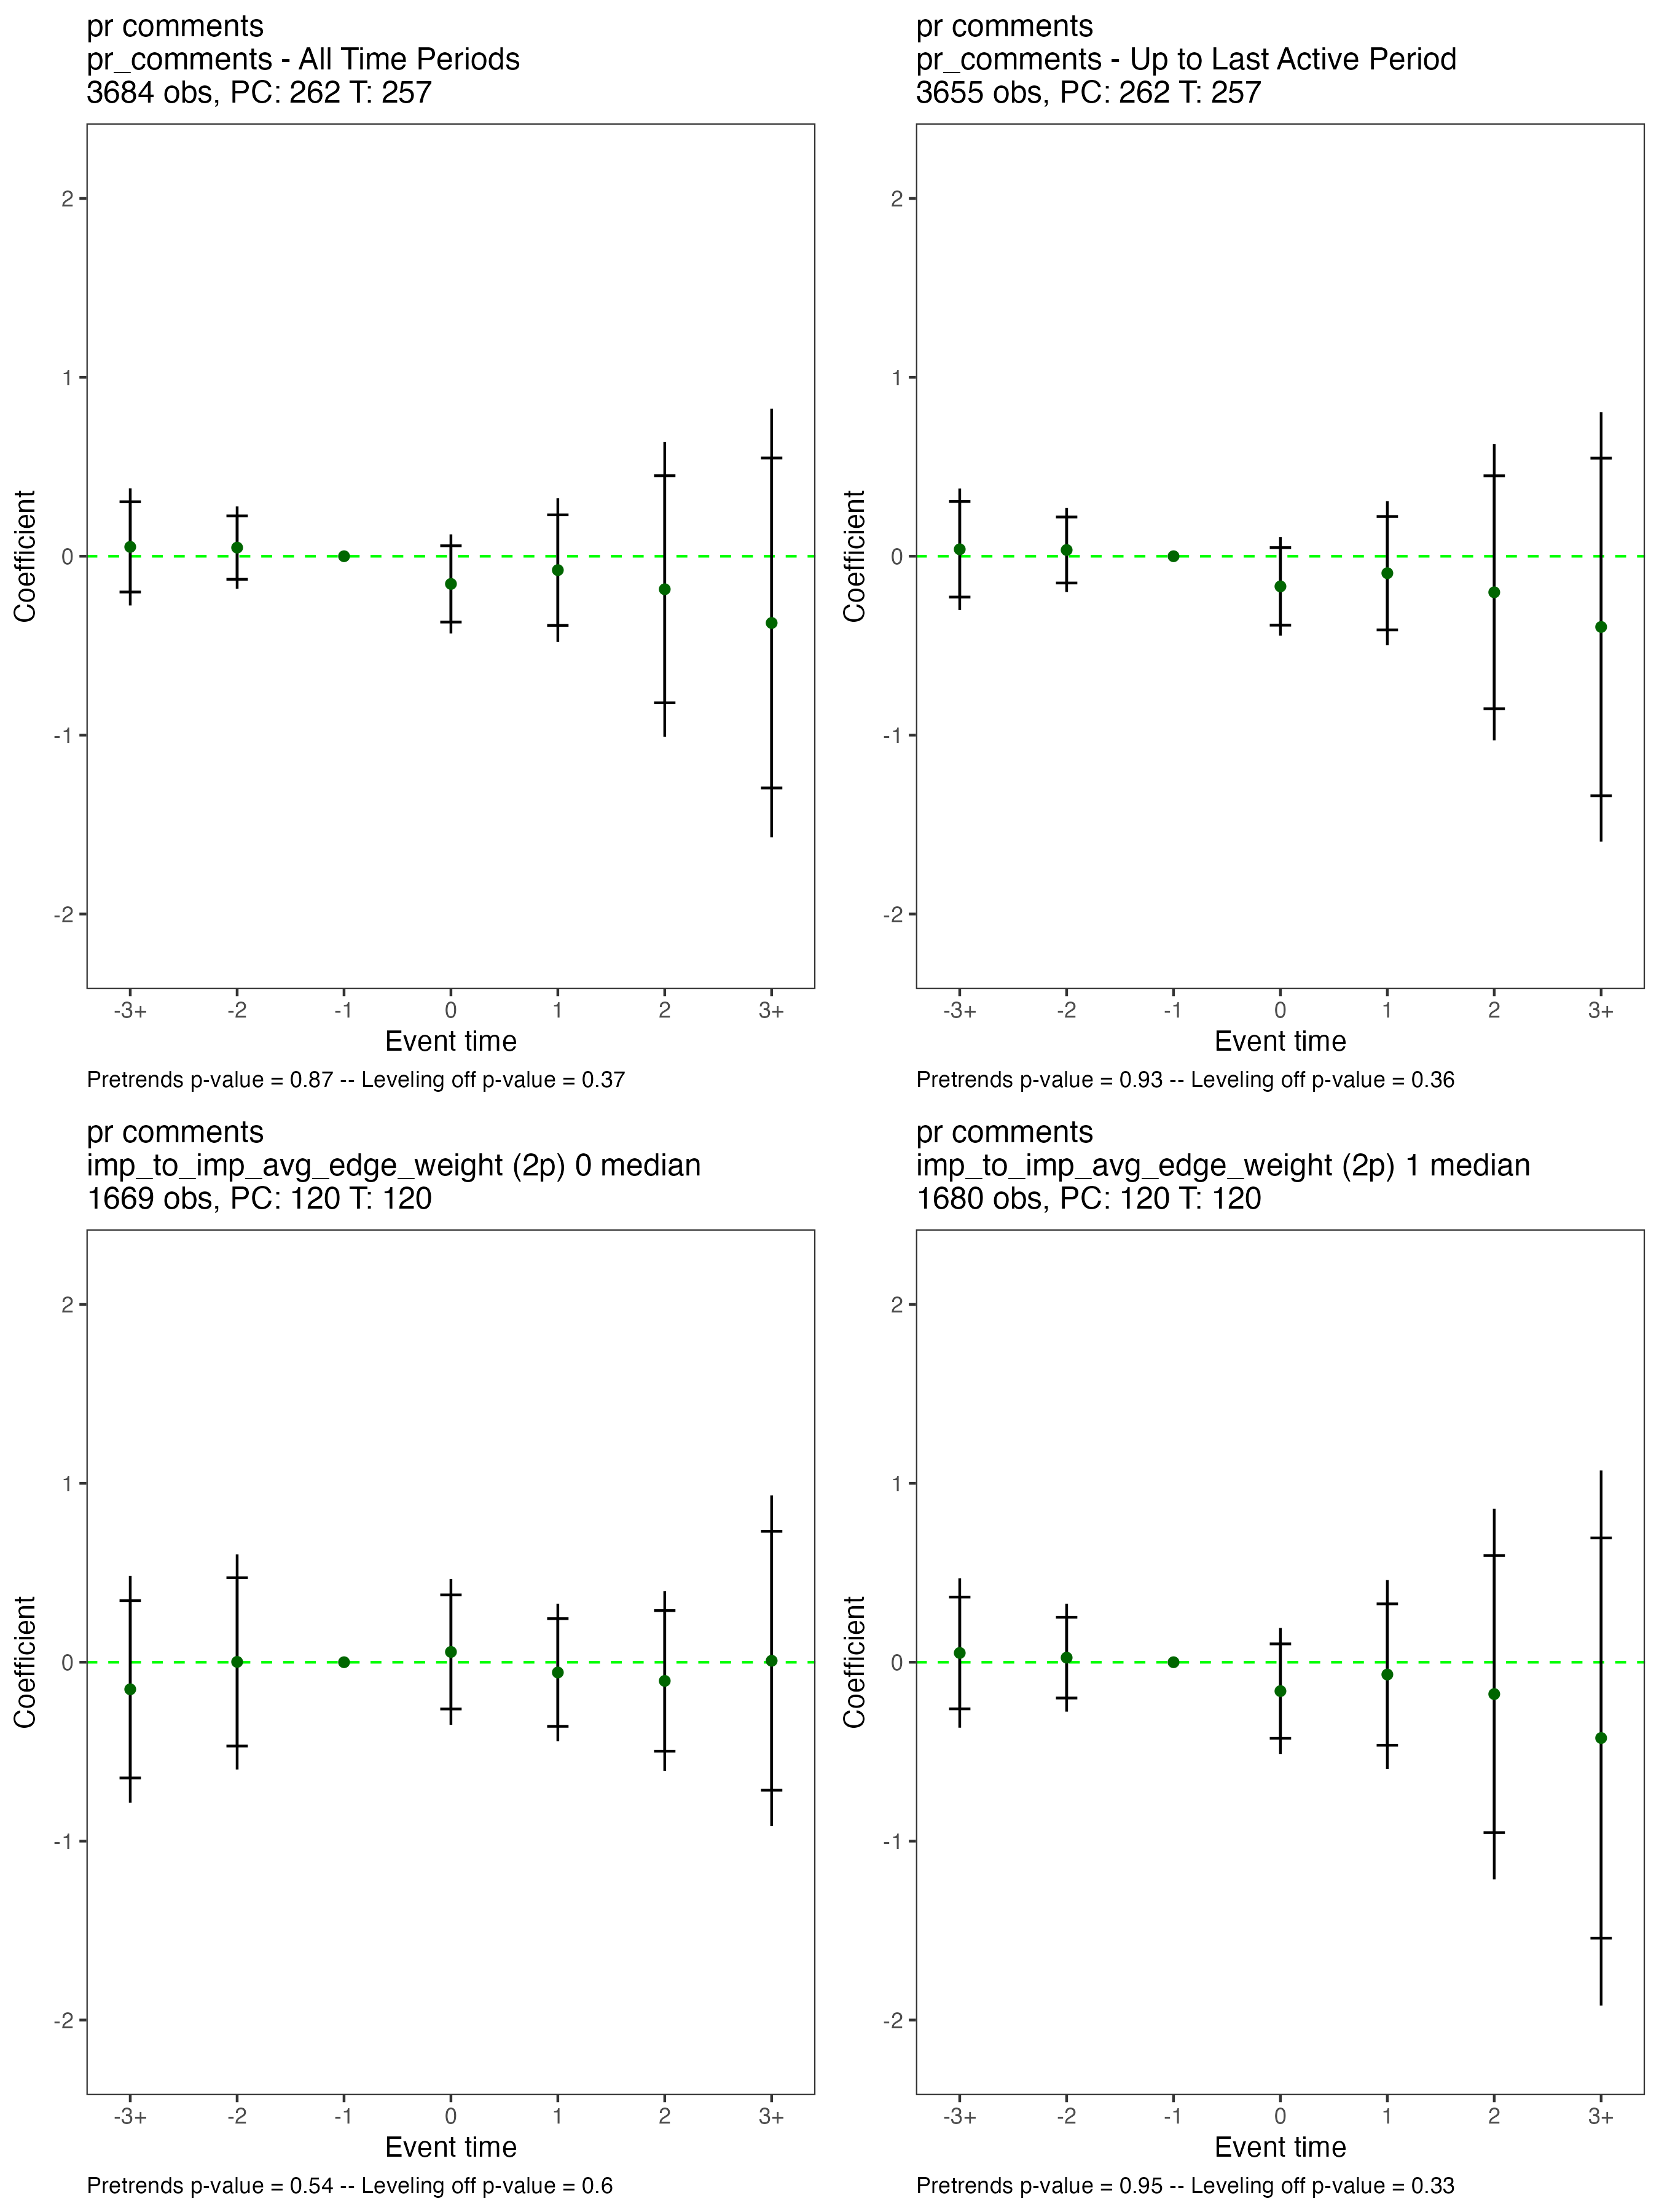 pr comments
pr_comments - All Time Periods
3684 obs, PC: 262 T: 257
2
1
0
-1
-2
Coefficient
-3+
-2
-1
0
1
2
3+
Event time
Pretrends p-value = 0.87 -- Leveling off p-value = 0.37
pr comments
pr_comments - Up to Last Active Period
3655 obs, PC: 262 T: 257
2
1
0
-1
-2
Coefficient
-3+
-2
-1
0
1
2
3+
Event time
Pretrends p-value = 0.93 -- Leveling off p-value = 0.36
pr comments
imp_to_imp_avg_edge_weight (2p) 0 median
1669 obs, PC: 120 T: 120
2
1
0
-1
-2
Coefficient
-3+
-2
-1
0
1
2
3+
Event time
Pretrends p-value = 0.54 -- Leveling off p-value = 0.6
pr comments
imp_to_imp_avg_edge_weight (2p) 1 median
1680 obs, PC: 120 T: 120
2
1
0
-1
-2
Coefficient
-3+
-2
-1
0
1
2
3+
Event time
Pretrends p-value = 0.95 -- Leveling off p-value = 0.33